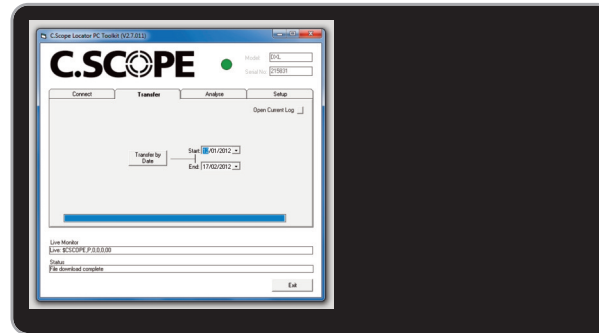 C.Scope Locator PC Toolkit (V2.7.011)
C.SCOPE
Model DXL
Serial No 215831
Connect Transfer Analyse Setup
Open Current Log
Transfer by
Date
Start /01/2012
End 17/02/2012
Live Monitor
Live: $CSCOPE,P,0,0,0,00
Status
File download complete
Exit